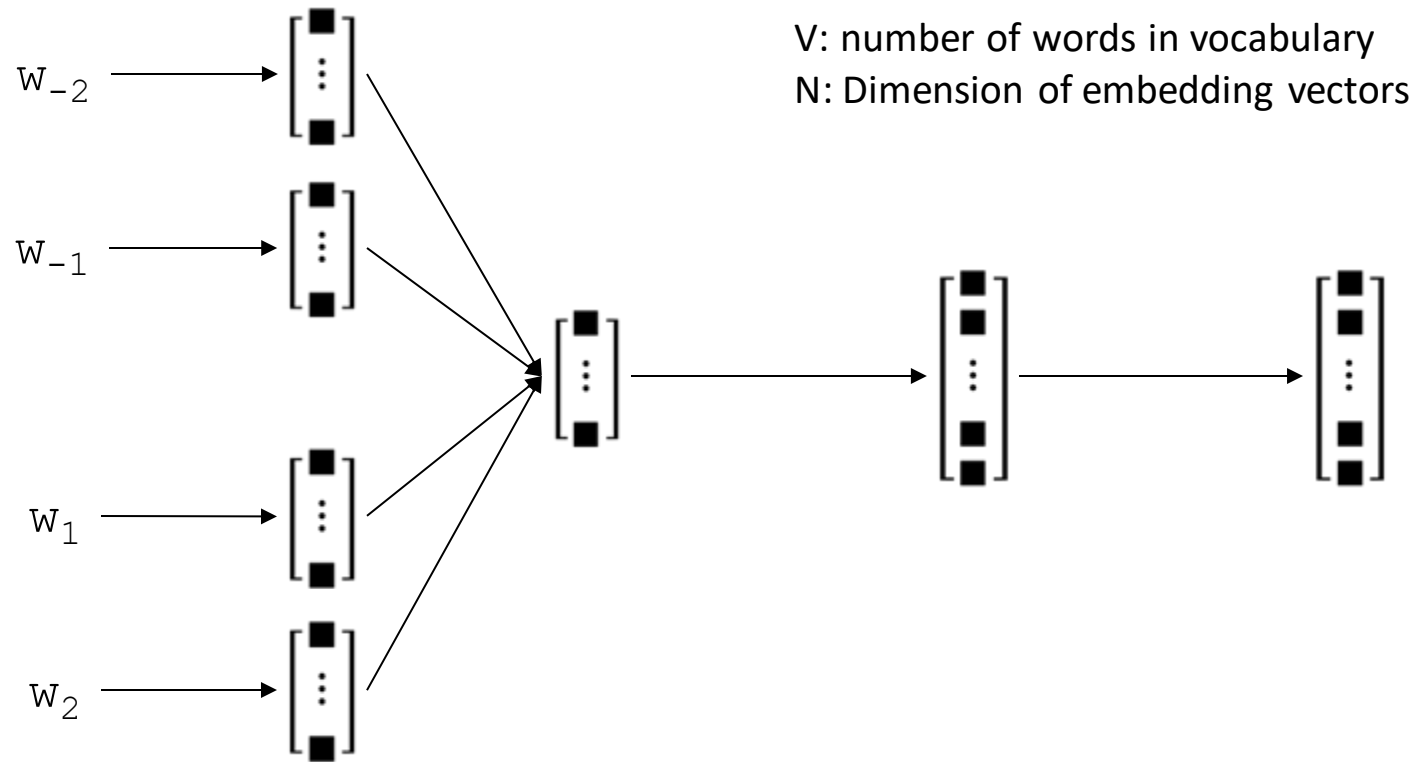 V: number of words in vocabulary
N: Dimension of embedding vectors
w₋₂
w₋₁
w₁
w₂